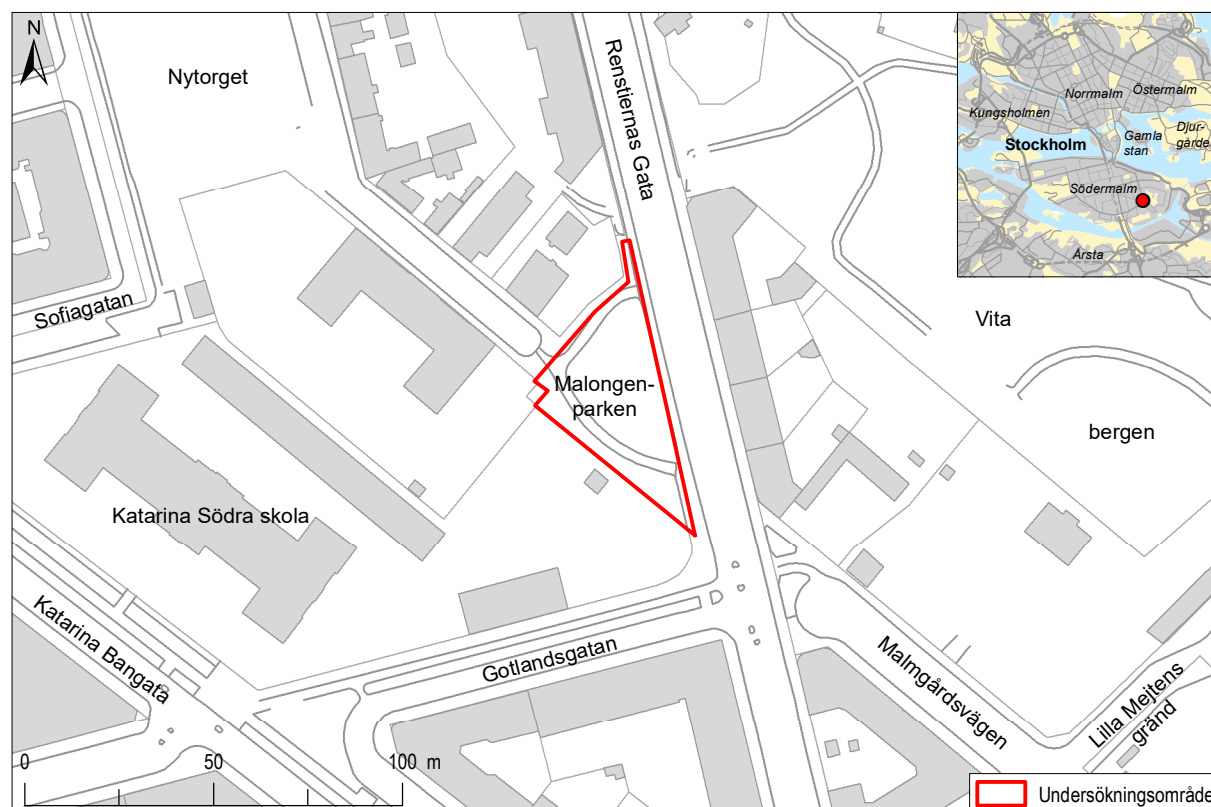 N
Nytorget
Renstiernas Gata
Norrmalm
Östermalm
Kungsholmen
Djur-
gårde
Gamla
stan
Stockholm
Södermalm
Årsta
Sofiagatan
Vita
Malongen-
parken
bergen
Katarina Södra skola
Katarina Bangata
Gotlandsgatan
Malmgårdsvägen
Lilla Mejtens
gränd
0
50
100 m
Undersökningsområde